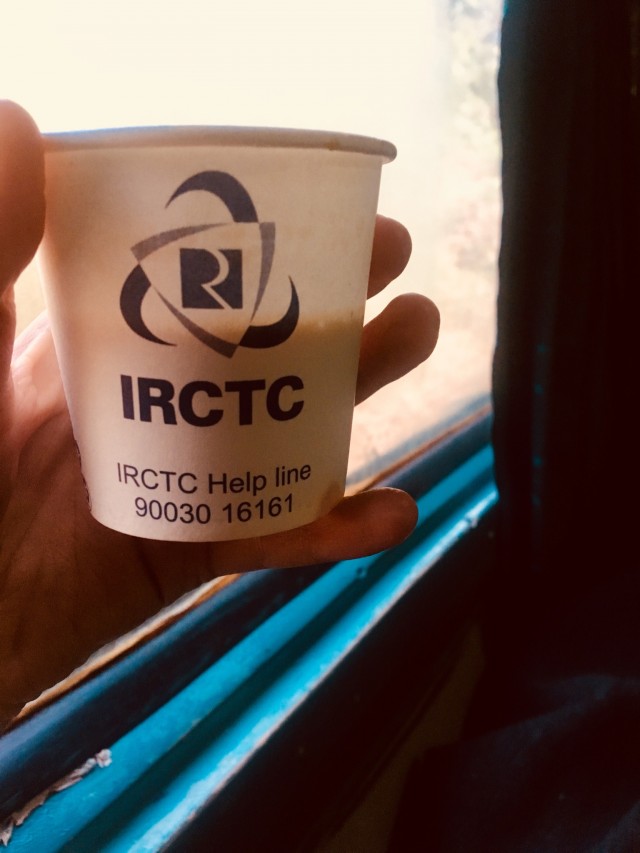 R
IRCTC
IRCTC Help line
90030 16161